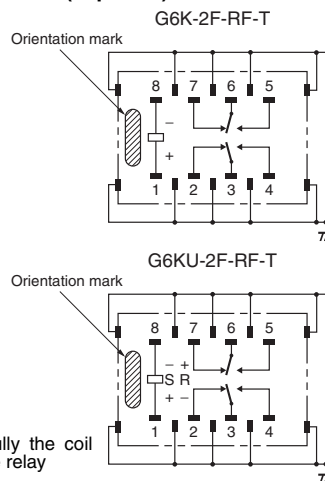 G6K-2F-RF-T
Orientation mark
8 7 6 5
−
+
1 2 3 4
G6KU-2F-RF-T
Orientation mark
8 7 6 5
− +
S R
+ −
1 2 3 4
the coil
relay